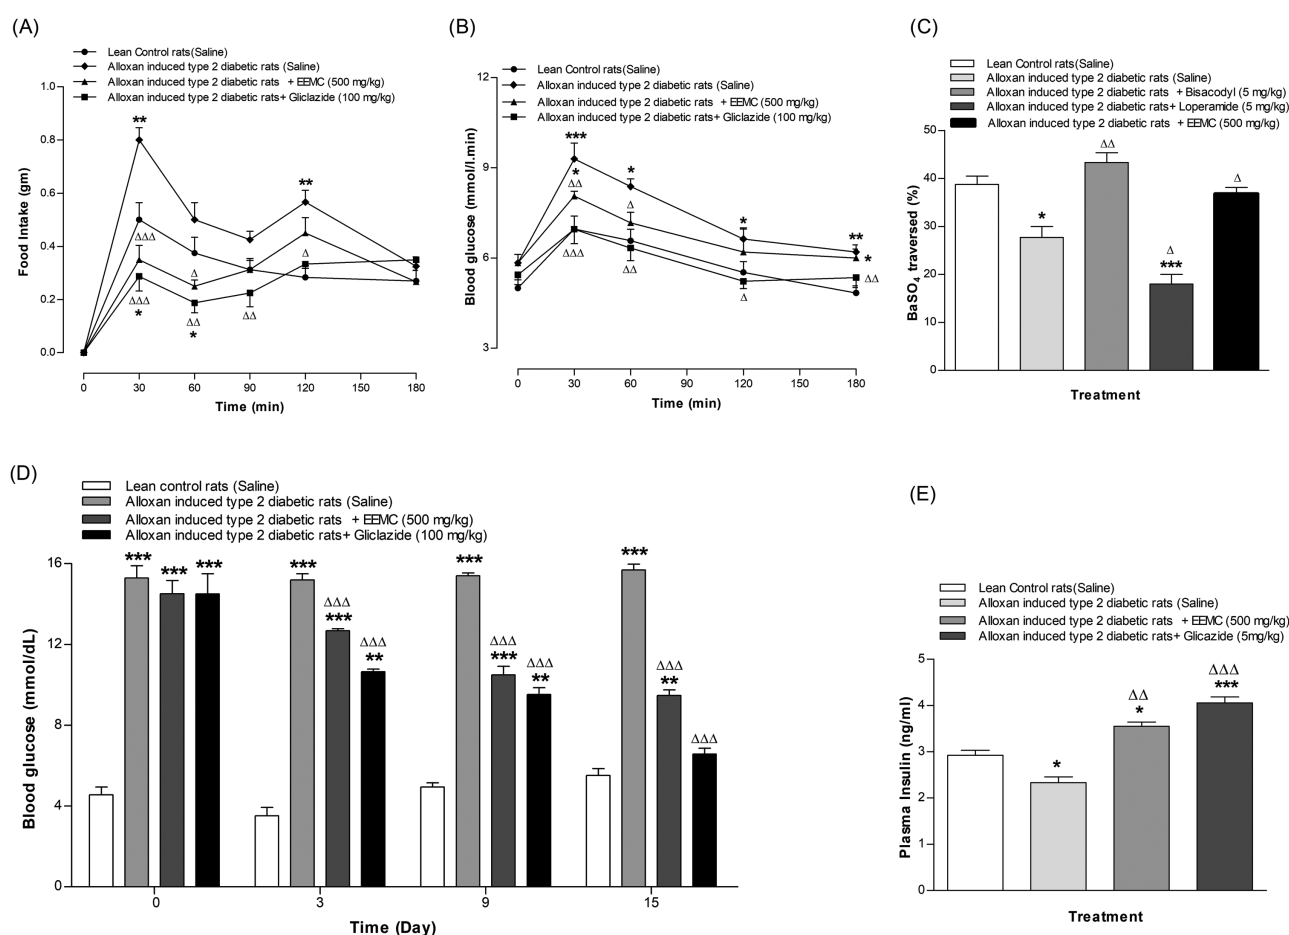 (A)
Lean Control rats(Saline)
Alloxan induced type 2 diabetic rats (Saline)
Alloxan induced type 2 diabetic rats + EEMC (500 mg/kg)
Alloxan induced type 2 diabetic rats+ Gliclazide (100 mg/kg)
Food Intake (gm)
1.0
0.8
0.6
0.4
0.2
0.0
**
**
ΔΔΔ
Δ
Δ
ΔΔΔ
*
ΔΔ
*
ΔΔ
0 30 60 90 120 150 180
Time (min)
(B)
Lean Control rats(Saline)
Alloxan induced type 2 diabetic rats (Saline)
Alloxan induced type 2 diabetic rats + EEMC (500 mg/kg)
Alloxan induced type 2 diabetic rats+ Gliclazide (100 mg/kg)
Blood glucose (mmol/l.min)
12
9
6
3
***
*
ΔΔ
*
Δ
*
**
*
ΔΔΔ
ΔΔ
Δ
ΔΔ
0 30 60 90 120 150 180
Time (min)
(C)
Lean Control rats(Saline)
Alloxan induced type 2 diabetic rats (Saline)
Alloxan induced type 2 diabetic rats + Bisacodyl (5 mg/kg)
Alloxan induced type 2 diabetic rats+ Loperamide (5 mg/kg)
Alloxan induced type 2 diabetic rats + EEMC (500 mg/kg)
BaSO4 traversed (%)
50
40
30
20
10
0
*
ΔΔ
Δ
***
Δ
Treatment
(D)
Lean control rats (Saline)
Alloxan induced type 2 diabetic rats (Saline)
Alloxan induced type 2 diabetic rats + EEMC (500 mg/kg)
Alloxan induced type 2 diabetic rats+ Gliclazide (100 mg/kg)
Blood glucose (mmol/dL)
16
12
8
4
0
*** *** ***
***
ΔΔΔ
***
ΔΔΔ
**
***
ΔΔΔ
***
ΔΔΔ
**
***
ΔΔΔ
**
ΔΔΔ
0 3 9 15
Time (Day)
(E)
Lean Control rats(Saline)
Alloxan induced type 2 diabetic rats (Saline)
Alloxan induced type 2 diabetic rats + EEMC (500 mg/kg)
Alloxan induced type 2 diabetic rats+ Glicazide (5mg/kg)
Plasma Insulin (ng/ml)
5
4
3
2
1
0
*
ΔΔ
*
ΔΔΔ
***
Treatment